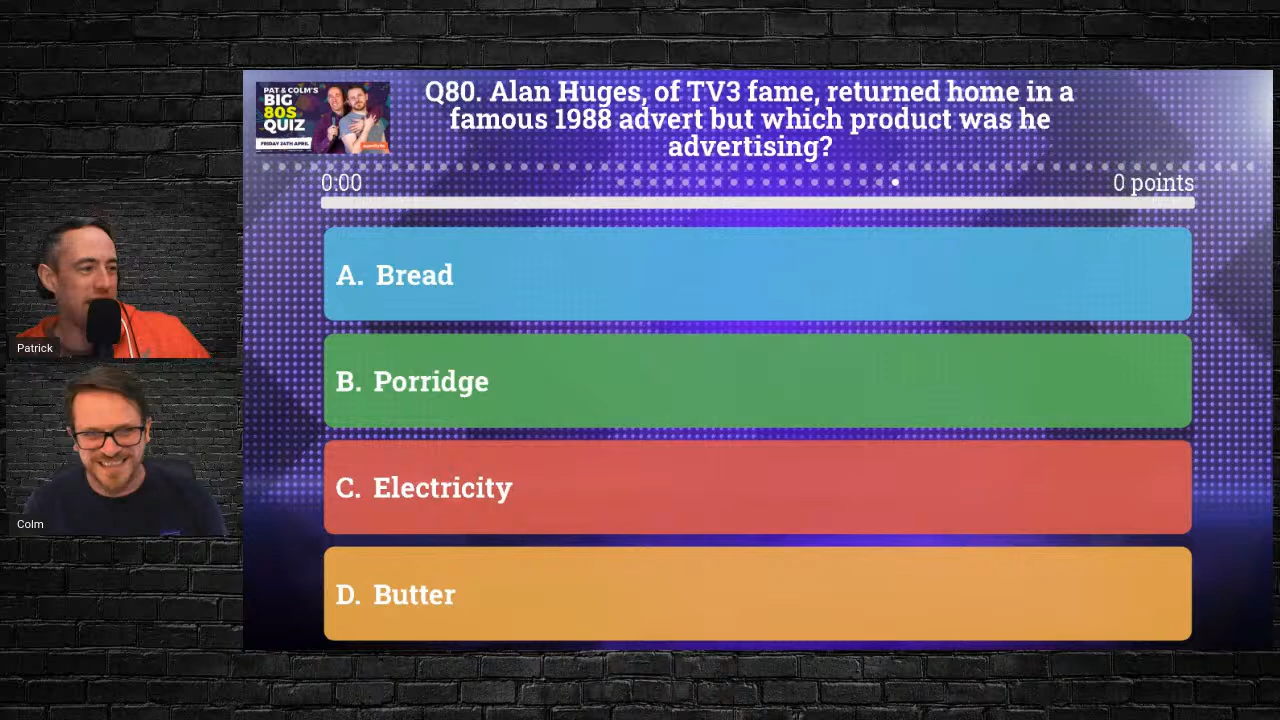 PAT & COLM'S
BIG
80S
QUIZ
FRIDAY 24TH APRIL
Q80. Alan Huges, of TV3 fame, returned home in a
famous 1988 advert but which product was he
advertising?
0:00
0 points
A. Bread
B. Porridge
C. Electricity
D. Butter
Patrick
Colm